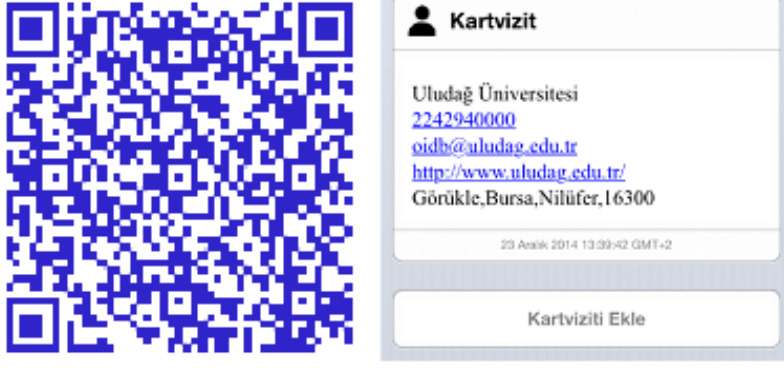 Kartvizit
Uludağ Üniversitesi
2242940000
oidb@uludag.edu.tr
http://www.uludag.edu.tr/
Görükle,Bursa,Nilüfer,16300
23 Aralık 2014 13:39:42 GMT+2
Kartviziti Ekle